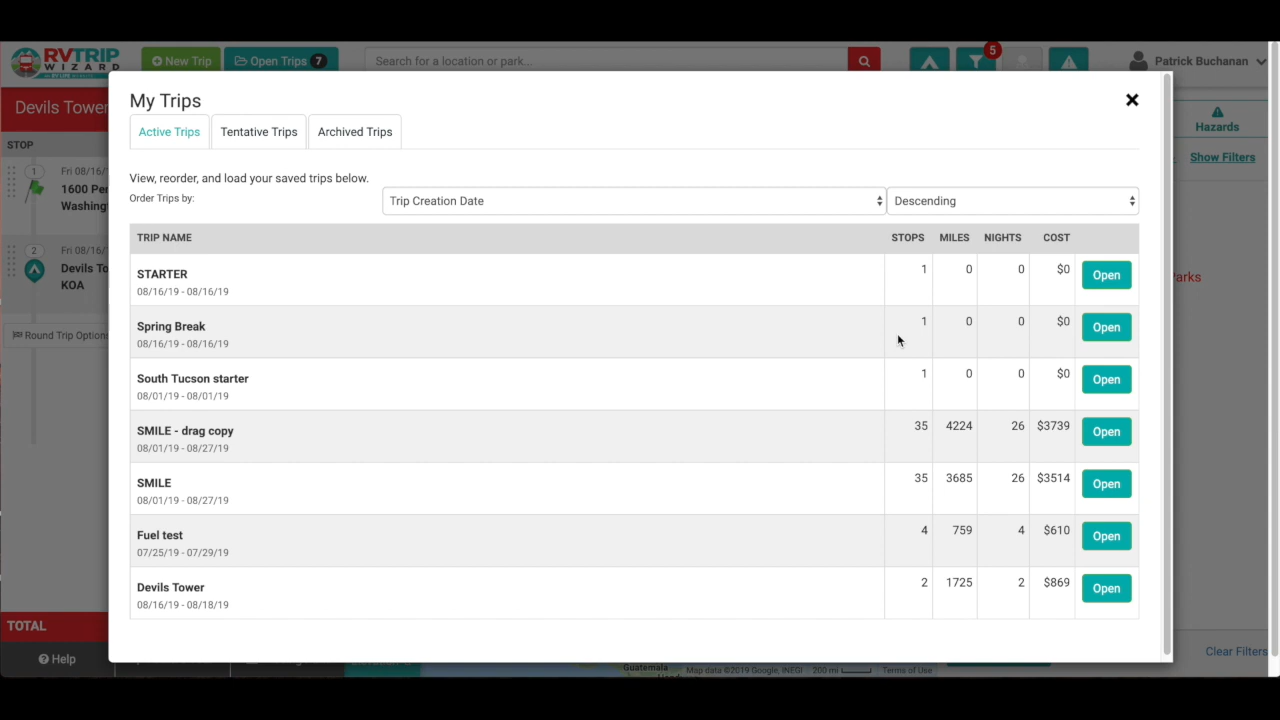 RVTRIP
WIZARD
New Trip
Open Trips 7
Search for a location or park...
5
Patrick Buchanan
Devils Tower
STOP
1
Fri 08/16/
1600 Pen
Washingt
2
Fri 08/16/
Devils To
KOA
Round Trip Options
TOTAL
Help
My Trips
Active Trips
Tentative Trips
Archived Trips
View, reorder, and load your saved trips below.
Order Trips by:
Trip Creation Date
Descending
TRIP NAME STOPS MILES NIGHTS COST
STARTER 1 0 0 $0 Open
08/16/19 - 08/16/19
Spring Break 1 0 0 $0 Open
08/16/19 - 08/16/19
South Tucson starter 1 0 0 $0 Open
08/01/19 - 08/01/19
SMILE - drag copy 35 4224 26 $3739 Open
08/01/19 - 08/27/19
SMILE 35 3685 26 $3514 Open
08/01/19 - 08/27/19
Fuel test 4 759 4 $610 Open
07/25/19 - 07/29/19
Devils Tower 2 1725 2 $869 Open
08/16/19 - 08/18/19
Hazards
Show Filters
arks
Clear Filters
Guatemala
Map data ©2019 Google, INEGI 200 mi Terms of Use